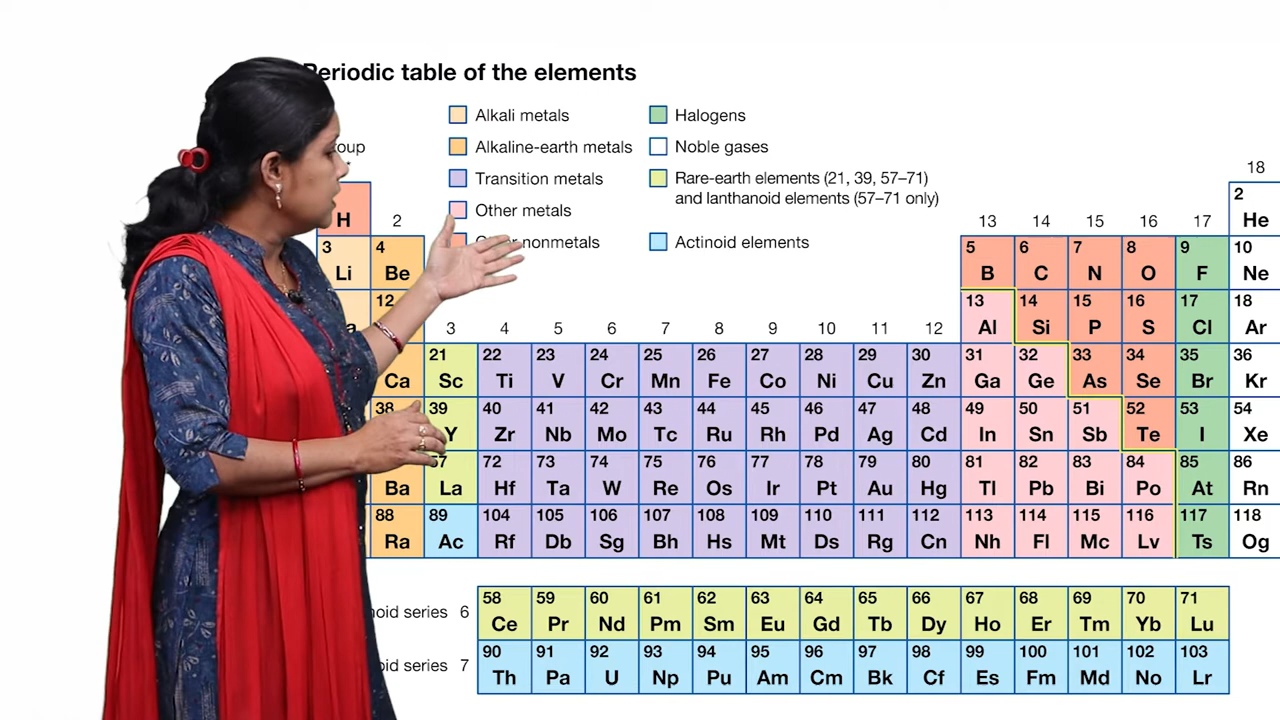 Periodic table of the elements
Alkali metals
Alkaline-earth metals
Transition metals
Other metals
nonmetals
Halogens
Noble gases
Rare-earth elements (21, 39, 57–71)
and lanthanoid elements (57–71 only)
Actinoid elements
18
H 2 13 14 15 16 17 2 He
3 Li 4 Be 5 B 6 C 7 N 8 O 9 F 10 Ne
12 13 Al 14 Si 15 P 16 S 17 Cl 18 Ar
3 4 5 6 7 8 9 10 11 12
Ca 21 Sc 22 Ti 23 V 24 Cr 25 Mn 26 Fe 27 Co 28 Ni 29 Cu 30 Zn 31 Ga 32 Ge 33 As 34 Se 35 Br 36 Kr
38 39 Y 40 Zr 41 Nb 42 Mo 43 Tc 44 Ru 45 Rh 46 Pd 47 Ag 48 Cd 49 In 50 Sn 51 Sb 52 Te 53 I 54 Xe
Ba 57 La 72 Hf 73 Ta 74 W 75 Re 76 Os 77 Ir 78 Pt 79 Au 80 Hg 81 Tl 82 Pb 83 Bi 84 Po 85 At 86 Rn
88 Ra 89 Ac 104 Rf 105 Db 106 Sg 107 Bh 108 Hs 109 Mt 110 Ds 111 Rg 112 Cn 113 Nh 114 Fl 115 Mc 116 Lv 117 Ts 118 Og
series 6 58 Ce 59 Pr 60 Nd 61 Pm 62 Sm 63 Eu 64 Gd 65 Tb 66 Dy 67 Ho 68 Er 69 Tm 70 Yb 71 Lu
series 7 90 Th 91 Pa 92 U 93 Np 94 Pu 95 Am 96 Cm 97 Bk 98 Cf 99 Es 100 Fm 101 Md 102 No 103 Lr